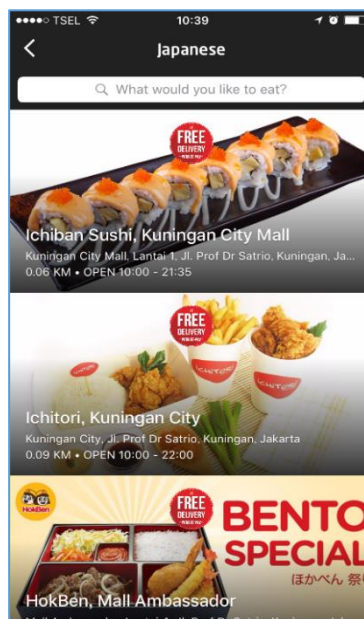 TSEL 10:39
Japanese
What would you like to eat?
FREE
DELIVERY
Ichiban Sushi, Kuningan City Mall
Kuningan City Mall, Lantai 1, Jl. Prof Dr Satrio, Kuningan, Ja...
0.06 KM • OPEN 10:00 - 21:35
FREE
DELIVERY
ICHITORI
ICHITORI
Ichitori, Kuningan City
Kuningan City, Jl. Prof Dr Satrio, Kuningan, Jakarta
0.09 KM • OPEN 10:00 - 22:00
HokBen
FREE
DELIVERY
BENTO
SPECIAL
ほかべん 祭り
HokBen, Mall Ambassador